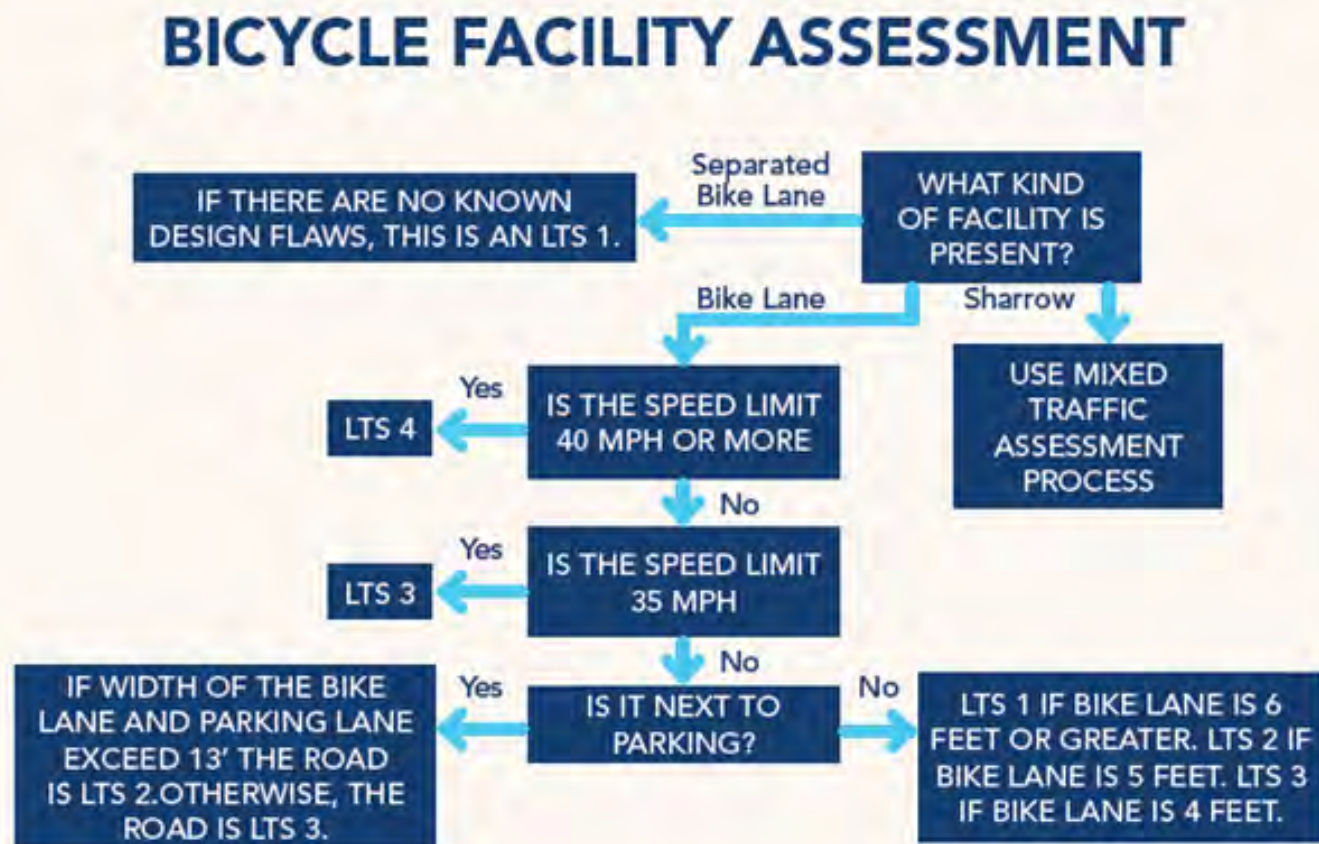 BICYCLE FACILITY ASSESSMENT
WHAT KIND
OF FACILITY IS
PRESENT?
Separated
Bike Lane
IF THERE ARE NO KNOWN
DESIGN FLAWS, THIS IS AN LTS 1.
Bike Lane
Sharrow
USE MIXED
TRAFFIC
ASSESSMENT
PROCESS
IS THE SPEED LIMIT
40 MPH OR MORE
Yes
LTS 4
No
IS THE SPEED LIMIT
35 MPH
Yes
LTS 3
No
IS IT NEXT TO
PARKING?
Yes
IF WIDTH OF THE BIKE
LANE AND PARKING LANE
EXCEED 13' THE ROAD
IS LTS 2.OTHERWISE, THE
ROAD IS LTS 3.
No
LTS 1 IF BIKE LANE IS 6
FEET OR GREATER. LTS 2 IF
BIKE LANE IS 5 FEET. LTS 3
IF BIKE LANE IS 4 FEET.